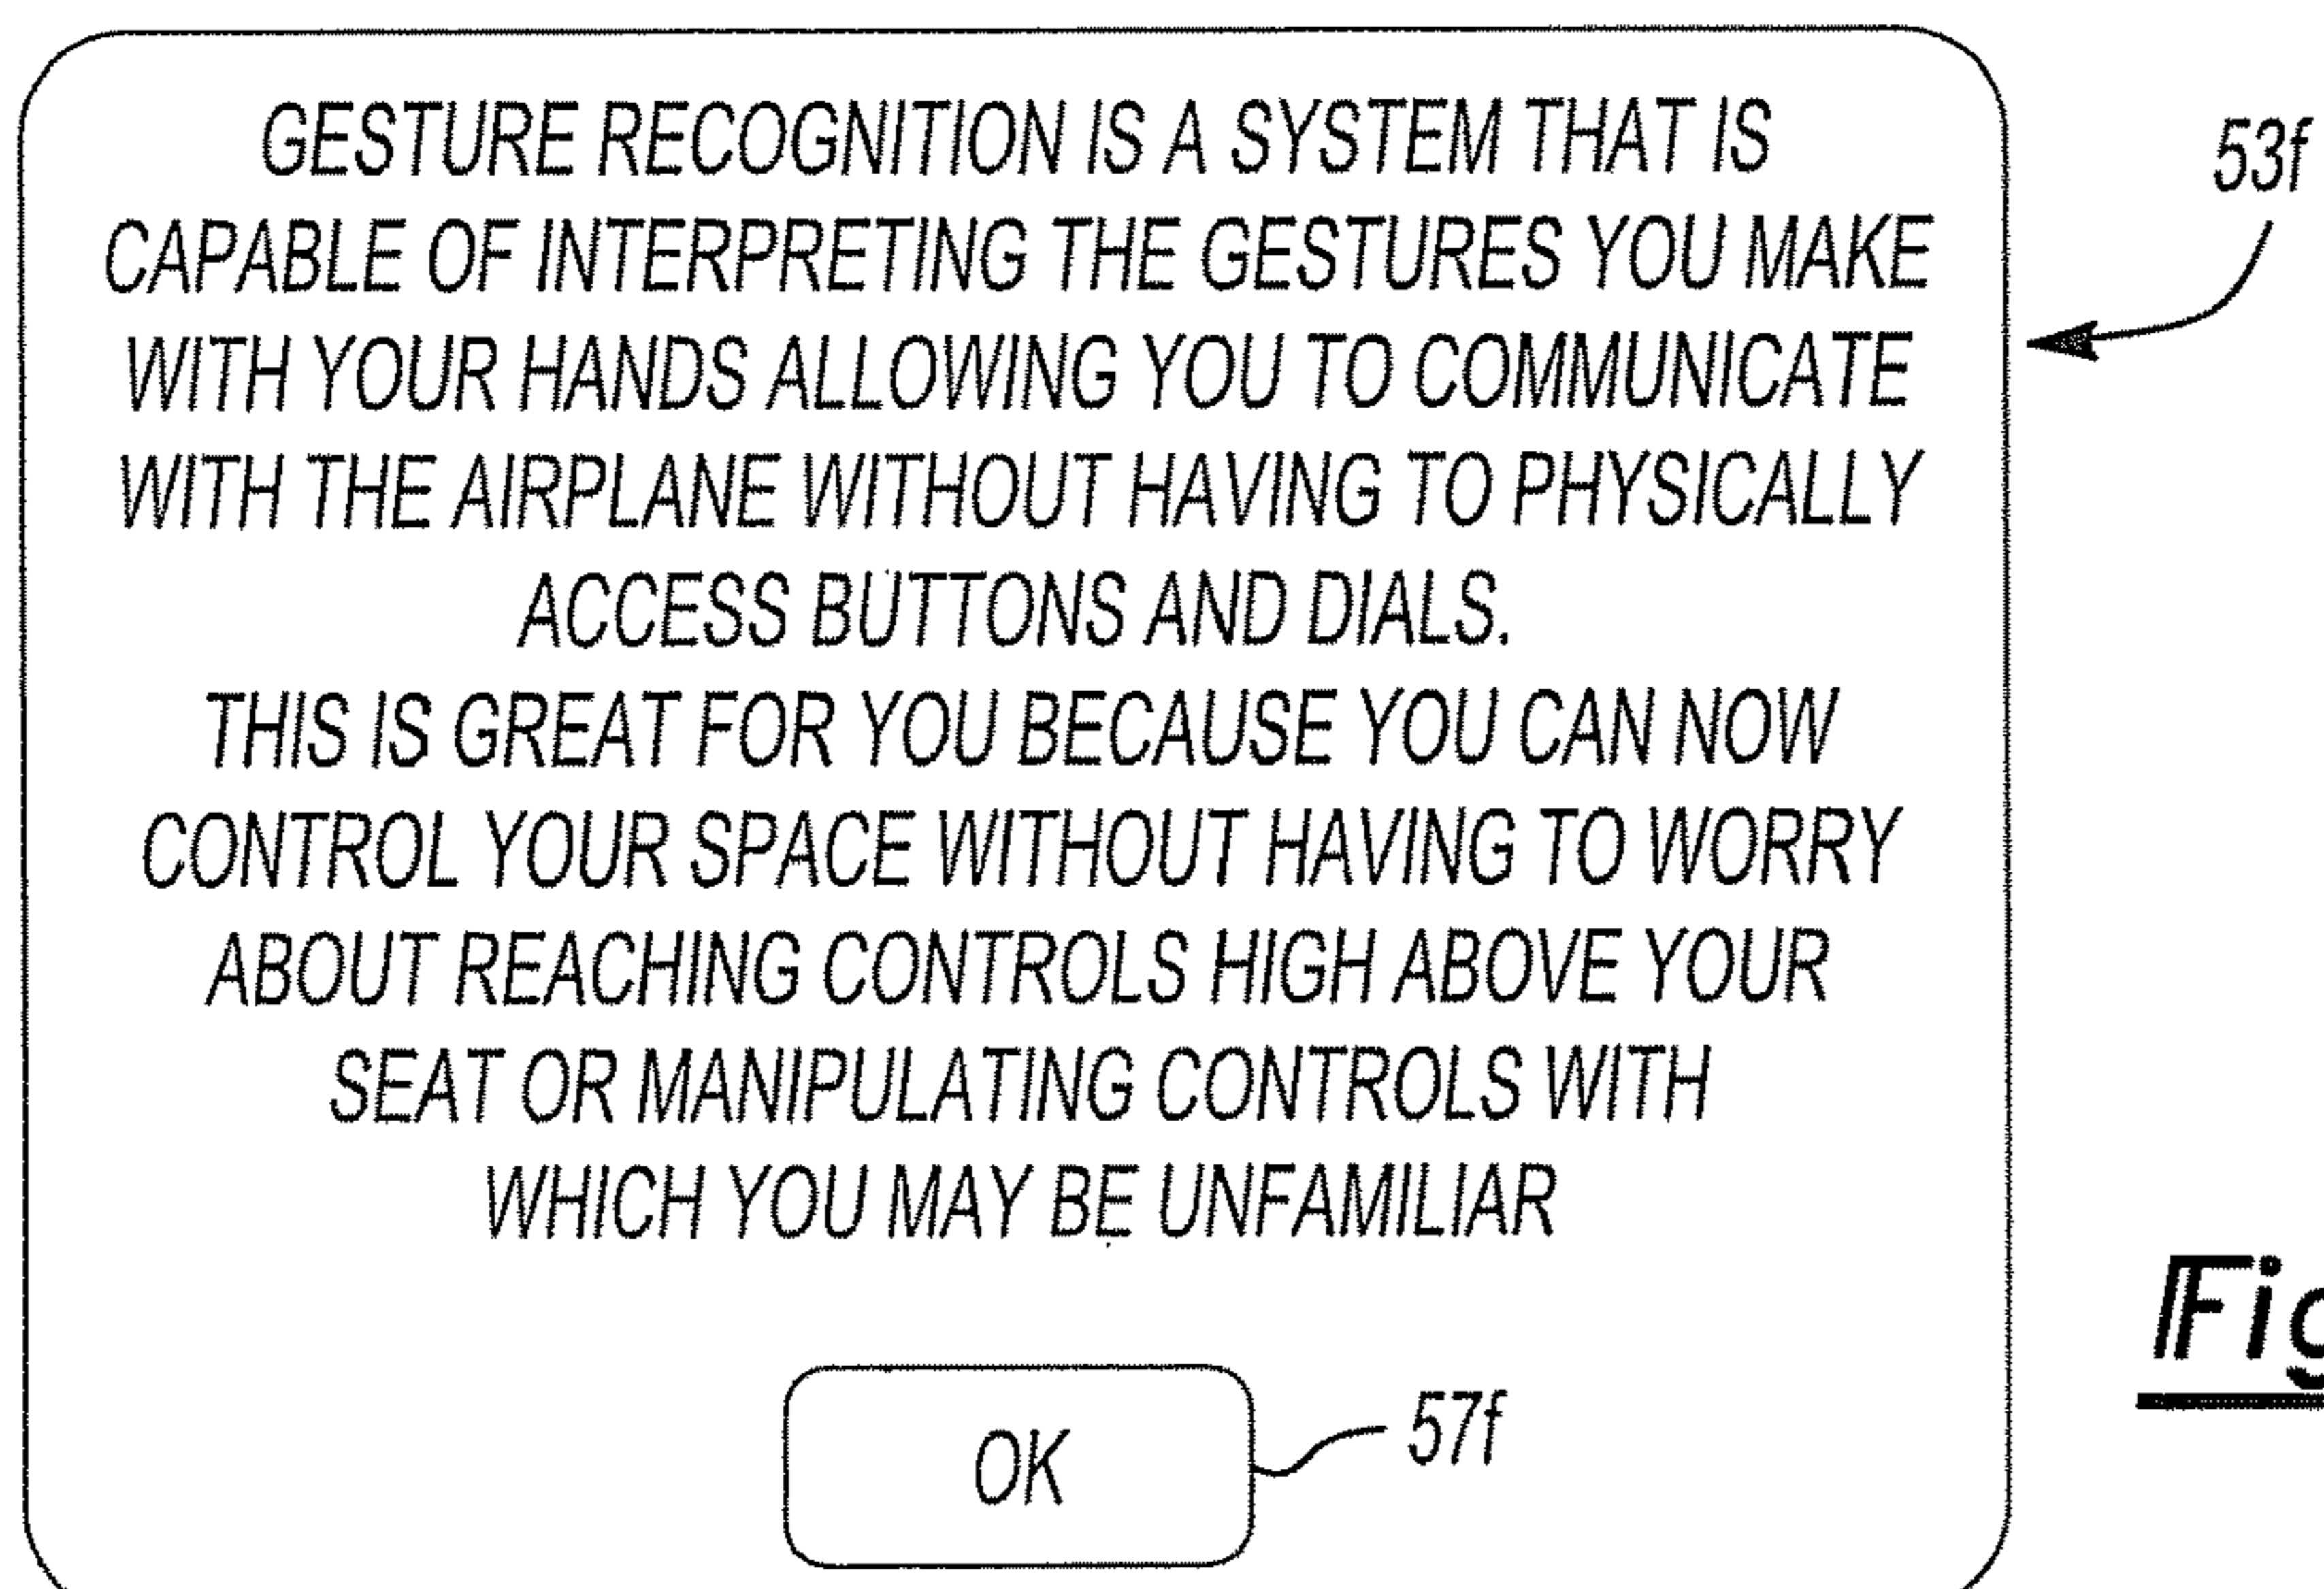 GESTURE RECOGNITION IS A SYSTEM THAT IS
CAPABLE OF INTERPRETING THE GESTURES YOU MAKE
WITH YOUR HANDS ALLOWING YOU TO COMMUNICATE
WITH THE AIRPLANE WITHOUT HAVING TO PHYSICALLY
ACCESS BUTTONS AND DIALS.
THIS IS GREAT FOR YOU BECAUSE YOU CAN NOW
CONTROL YOUR SPACE WITHOUT HAVING TO WORRY
ABOUT REACHING CONTROLS HIGH ABOVE YOUR
SEAT OR MANIPULATING CONTROLS WITH
WHICH YOU MAY BE UNFAMILIAR
OK
57f
53f
Fig